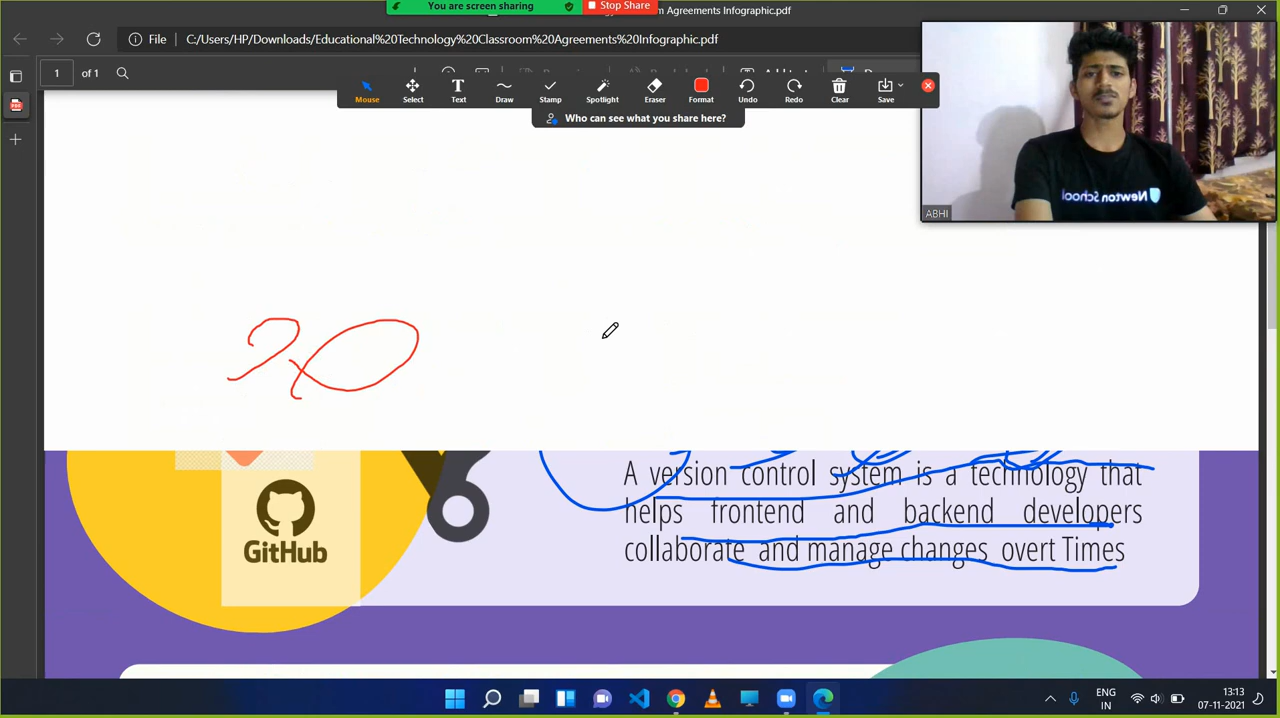 You are screen sharing
Stop Share
m Agreements Infographic.pdf
File
C:/Users/HP/Downloads/Educational%20Technology%20Classroom%20Agreements%20Infographic.pdf
1 of 1
Mouse
Select
Text
Draw
Stamp
Spotlight
Eraser
Format
Undo
Redo
Clear
Save
Who can see what you share here?
Newton School
ABHI
20
A version control system is a technology that
helps frontend and backend developers
collaborate and manage changes overt Times
GitHub
ENG
IN
13:13
07-11-2021